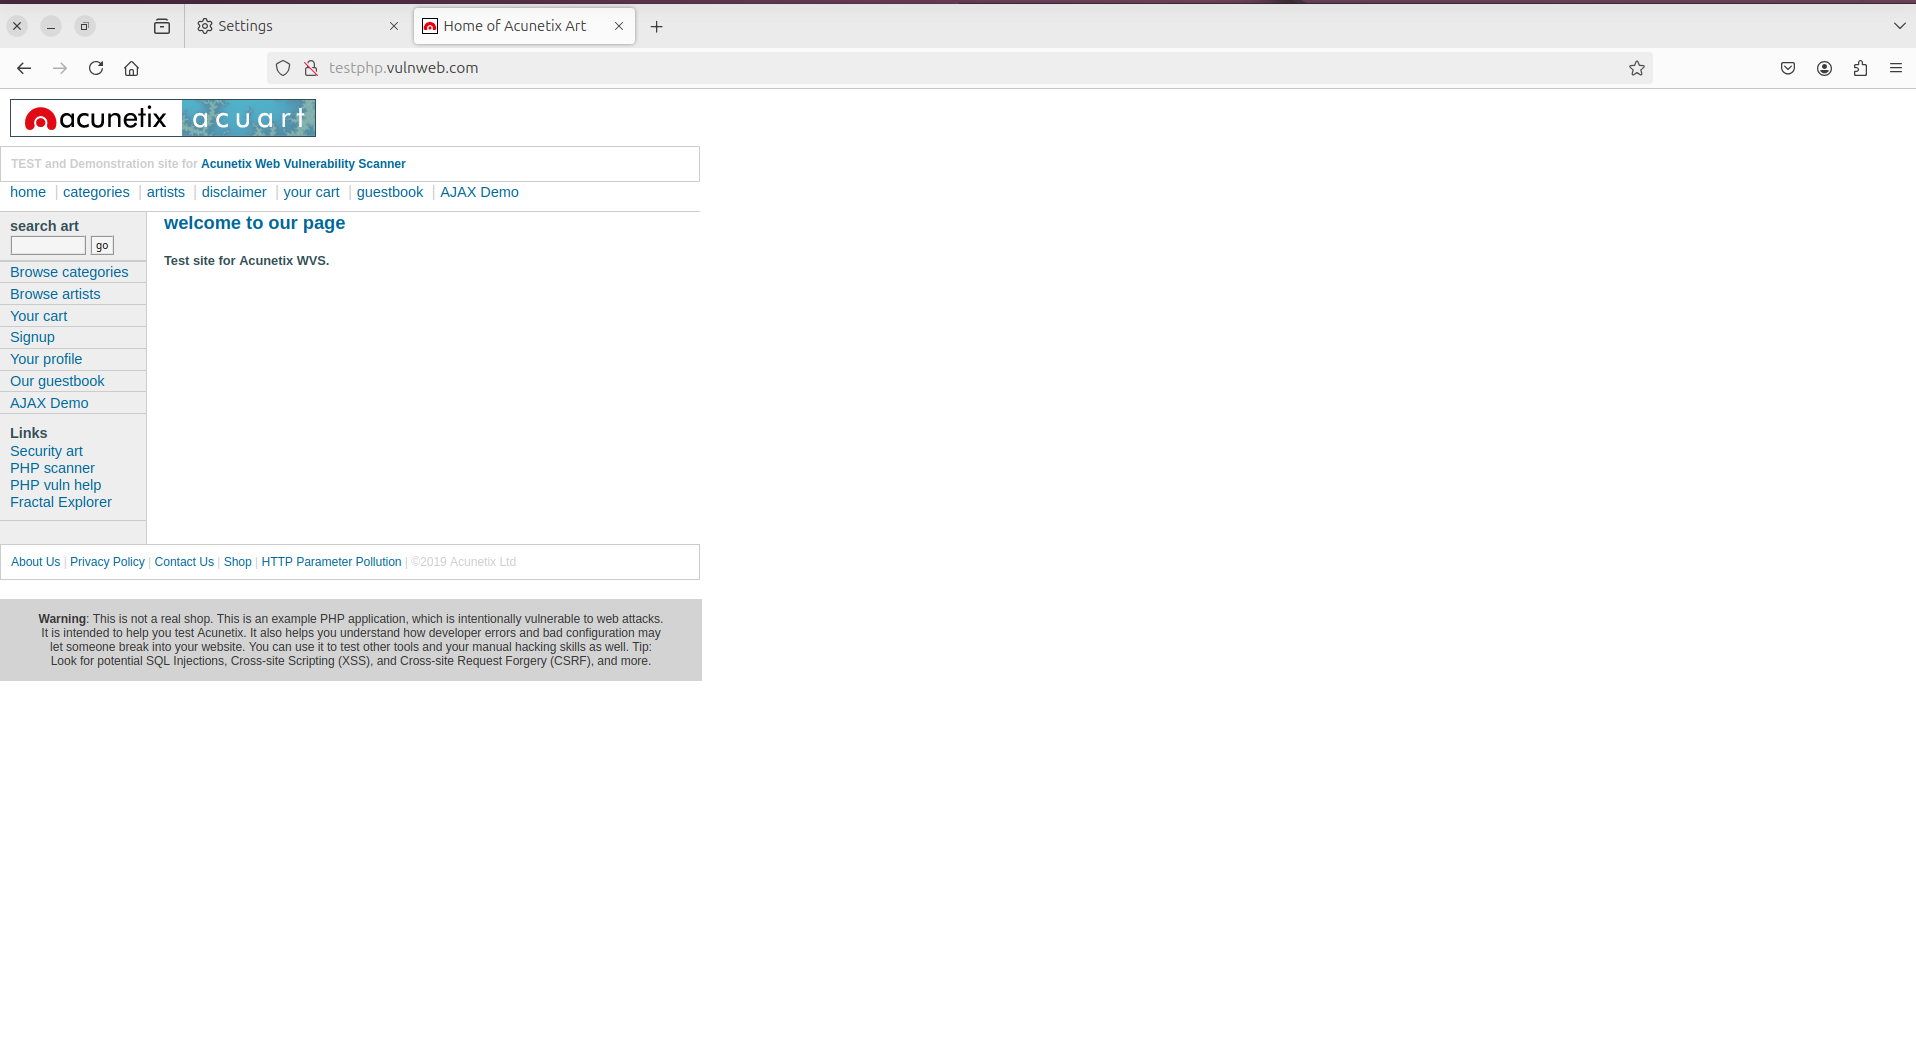 Settings
Home of Acunetix Art
testphp.vulnweb.com
acunetix acuart
TEST and Demonstration site for Acunetix Web Vulnerability Scanner
home | categories | artists | disclaimer | your cart | guestbook | AJAX Demo
search art
go
Browse categories
Browse artists
Your cart
Signup
Your profile
Our guestbook
AJAX Demo
Links
Security art
PHP scanner
PHP vuln help
Fractal Explorer
welcome to our page
Test site for Acunetix WVS.
About Us | Privacy Policy | Contact Us | Shop | HTTP Parameter Pollution | ©2019 Acunetix Ltd
Warning: This is not a real shop. This is an example PHP application, which is intentionally vulnerable to web attacks.
It is intended to help you test Acunetix. It also helps you understand how developer errors and bad configuration may
let someone break into your website. You can use it to test other tools and your manual hacking skills as well. Tip:
Look for potential SQL Injections, Cross-site Scripting (XSS), and Cross-site Request Forgery (CSRF), and more.